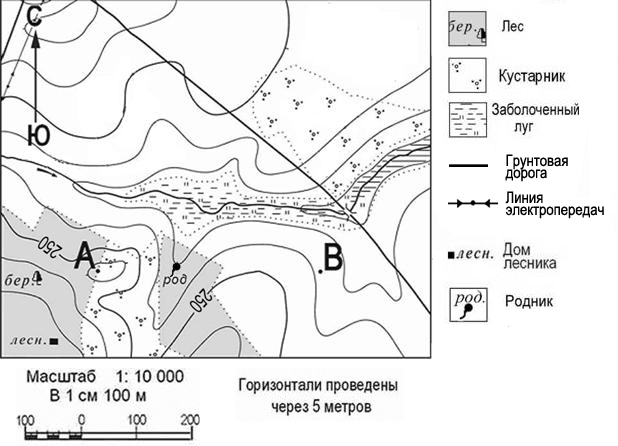 С
Ю
250
А
В
бер.
род
250
лесн.
бер.
Лес
Кустарник
Заболоченный
луг
Грунтовая
дорога
Линия
электропередач
лесн.
Дом
лесника
род.
Родник
Масштаб 1: 10 000
В 1 см 100 м
100 0 100 200
Горизонтали проведены
через 5 метров